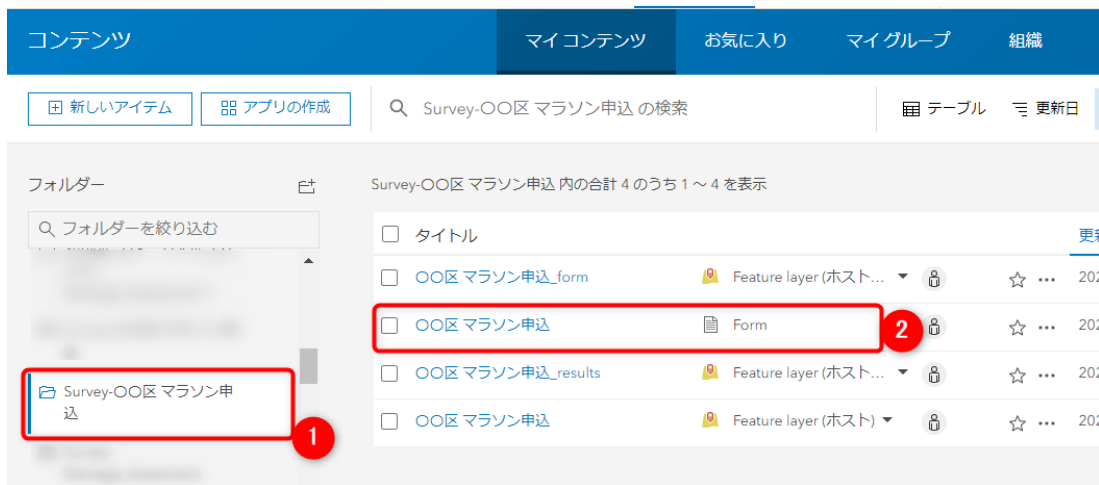 コンテンツ マイ コンテンツ お気に入り マイ グループ 組織
新しいアイテム アプリの作成 Survey-〇〇区 マラソン申込 の検索 テーブル 更新日
フォルダー Survey-〇〇区 マラソン申込 内の合計 4 のうち 1 ~ 4 を表示
フォルダーを絞り込む タイトル
〇〇区 マラソン申込_form Feature layer (ホスト...
〇〇区 マラソン申込 Form 2
〇〇区 マラソン申込_results Feature layer (ホスト...
Survey-〇〇区 マラソン申
込
1
〇〇区 マラソン申込 Feature layer (ホスト)